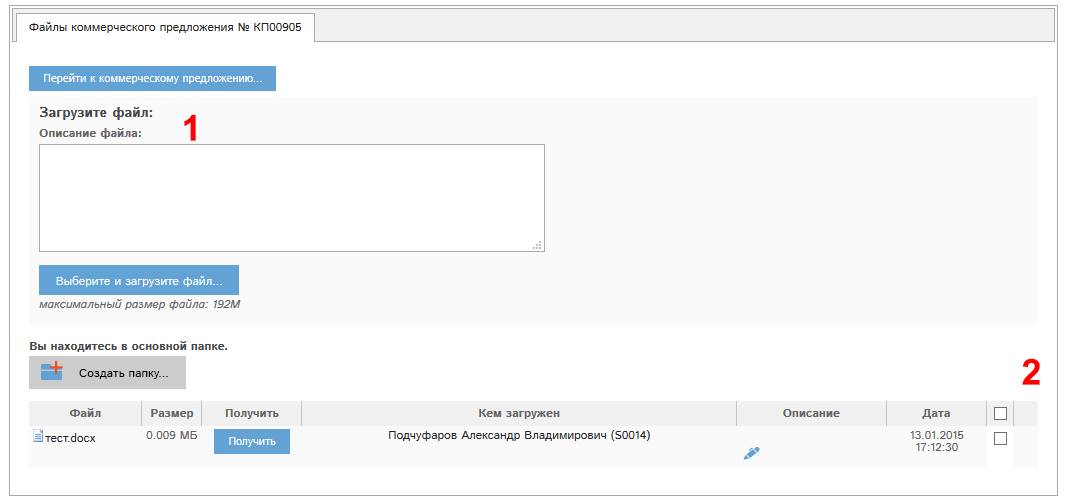 Файлы коммерческого предложения № КП00905
Перейти к коммерческому предложению...
Загрузите файл:
1
Описание файла:
Выберите и загрузите файл...
максимальный размер файла: 192М
Вы находитесь в основной папке.
Создать папку...
2
Файл Размер Получить Кем загружен Описание Дата
тест.docx 0.009 МБ Получить Подчуфаров Александр Владимирович (S0014) 13.01.2015
17:12:30